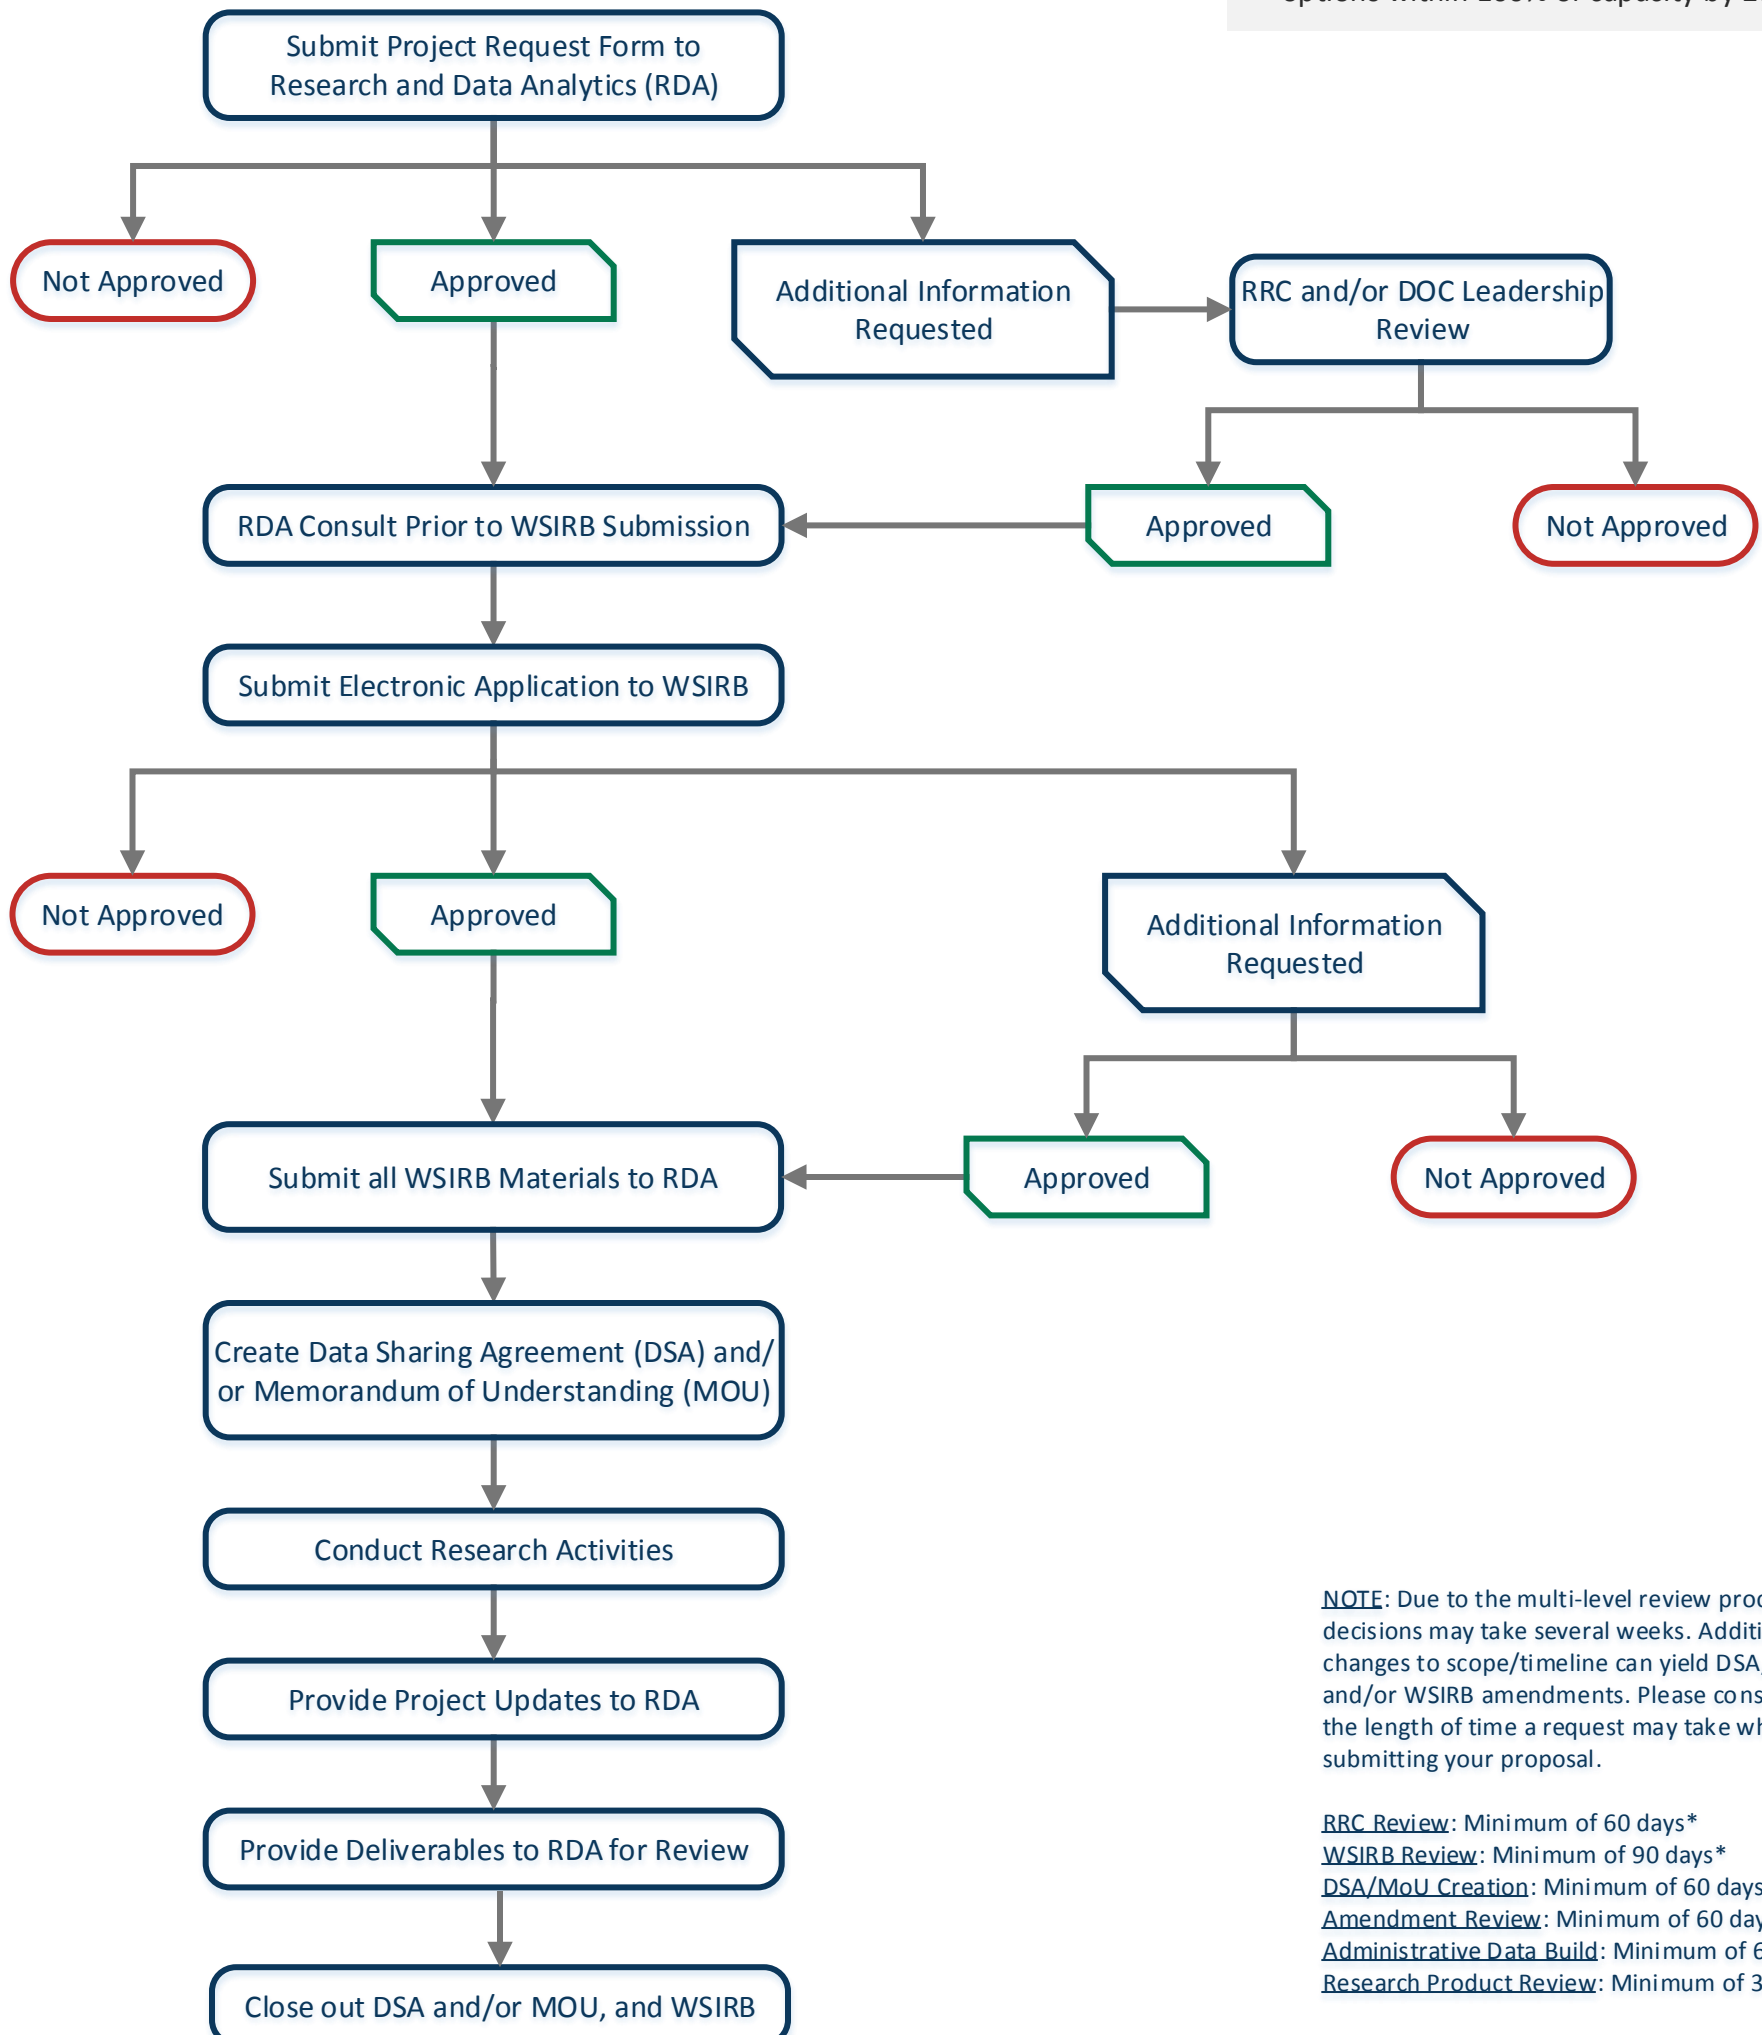 Submit Project Request Form to
Research and Data Analytics (RDA)
Not Approved
Approved
Additional Information
Requested
RRC and/or DOC Leadership
Review
RDA Consult Prior to WSIRB Submission
Approved
Not Approved
Submit Electronic Application to WSIRB
Not Approved
Approved
Additional Information
Requested
Submit all WSIRB Materials to RDA
Approved
Not Approved
Create Data Sharing Agreement (DSA) and/
or Memorandum of Understanding (MOU)
Conduct Research Activities
Provide Project Updates to RDA
Provide Deliverables to RDA for Review
Close out DSA and/or MOU, and WSIRB
NOTE: Due to the multi-level review
decisions may take several weeks.
changes to scope/timeline can yield DSA
and/or WSIRB amendments. Please
the length of time a request may take
submitting your proposal.
RRC Review: Minimum of 60 days*
WSIRB Review: Minimum of 90 days*
DSA/MoU Creation: Minimum of 60 days
Amendment Review: Minimum of 60
Administrative Data Build: Minimum of
Research Product Review: Minimum of